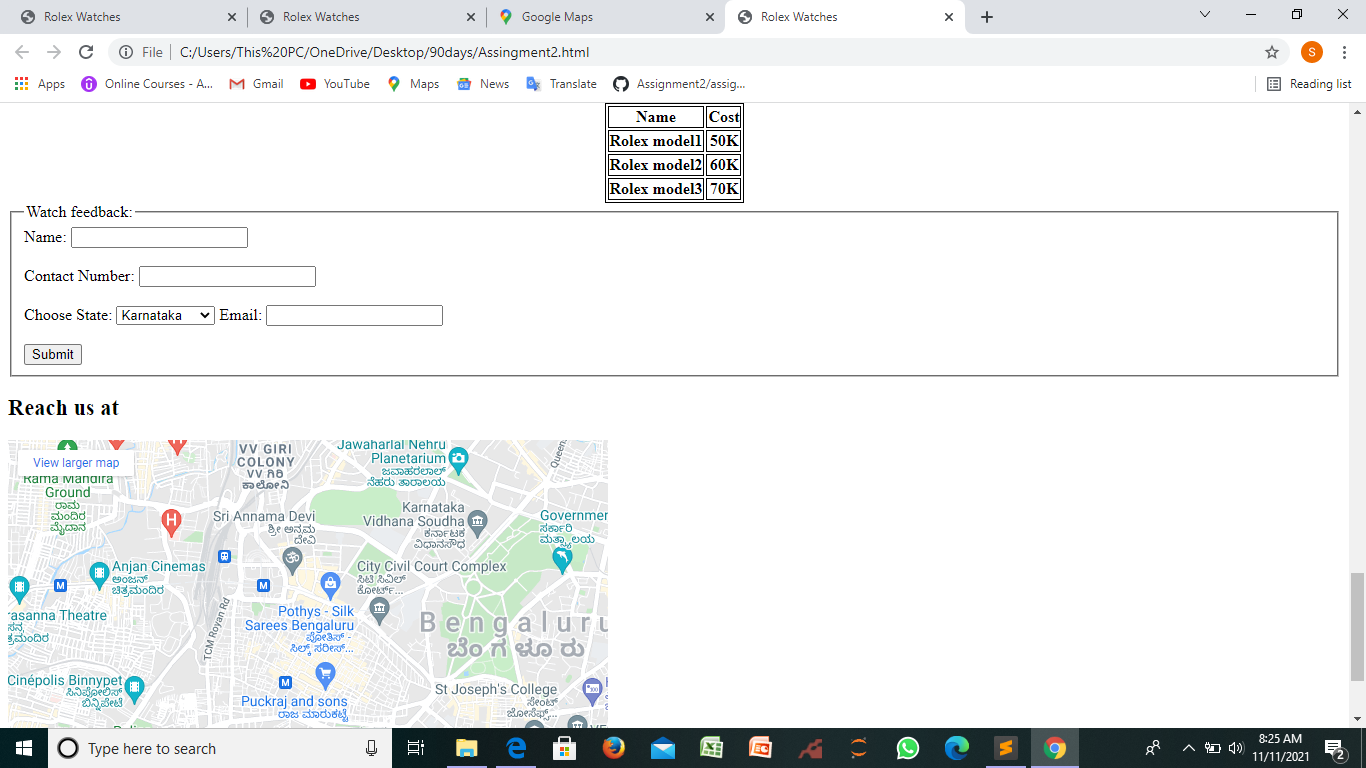 Rolex Watches
Rolex Watches
Google Maps
Rolex Watches
File
C:/Users/This%20PC/OneDrive/Desktop/90days/Assingment2.html
S
Apps
Online Courses - A...
Gmail
YouTube
Maps
News
Translate
Assignment2/assig...
Reading list
Name Cost
Rolex model1 50K
Rolex model2 60K
Rolex model3 70K
Watch feedback:
Name:
Contact Number:
Choose State: Karnataka Email:
Submit
Reach us at
View larger map
Rama Mandira
Ground
ರಾಮ
ಮಂದಿರ
ಮೈದಾನ
VV GIRI
COLONY
VV ಗಿರಿ
ಕಾಲೋನಿ
Jawaharlal Nehru
Planetarium
ಜವಾಹರಲಾಲ್
ನೆಹರು ತಾರಾಲಯ
Queen
H
H
H
Sri Annama Devi
ಶ್ರೀ ಅನಮ
ದೇವಿ
Karnataka
Vidhana Soudha
ಕರ್ನಾಟಕ
ವಿಧಾನಸೌಧ
Governmen
ಸರ್ಕಾರಿ
ಮತ್ಸ್ಯಾಲಯ
Anjan Cinemas
ಅಂಜನ್
ಚಿತ್ರಮಂದಿರ
City Civil Court Complex
ಸಿಟಿ ಸಿವಿಲ್
ಕೋರ್ಟ್...
M
M
M
rasanna Theatre
ಸನ್ನ
ತ್ರಮಂದಿರ
TCM Royan Rd
Pothys - Silk
Sarees Bengaluru
ಪೋತಿಸ್ -
ಸಿಲ್ಕ್ ಸರೀಸ್...
Bengaluru
ಬೆಂಗಳೂರು
Cinépolis Binnypet
ಸಿನಿಪೋಲಿಸ್
ಬಿನ್ನಿಪೇಟೆ
Puckraj and sons
ರಾಜ ಮಾರುಕಟ್ಟೆ
St Joseph's College
ಸೇಂಟ್
ಜೋಸೆಫ್ಸ್...
Type here to search
8:25 AM
11/11/2021
2